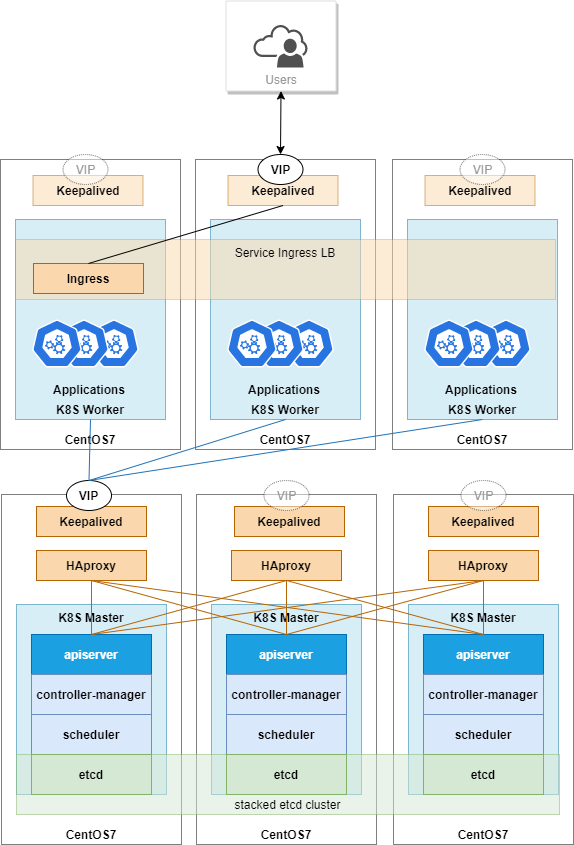 Users
VIP VIP VIP
Keepalived Keepalived Keepalived
Service Ingress LB
Ingress
Applications Applications Applications
K8S Worker K8S Worker K8S Worker
CentOS7 CentOS7 CentOS7
VIP VIP VIP
Keepalived Keepalived Keepalived
HAproxy HAproxy HAproxy
K8S Master K8S Master K8S Master
apiserver apiserver apiserver
controller-manager controller-manager controller-manager
scheduler scheduler scheduler
etcd etcd etcd
stacked etcd cluster
CentOS7 CentOS7 CentOS7